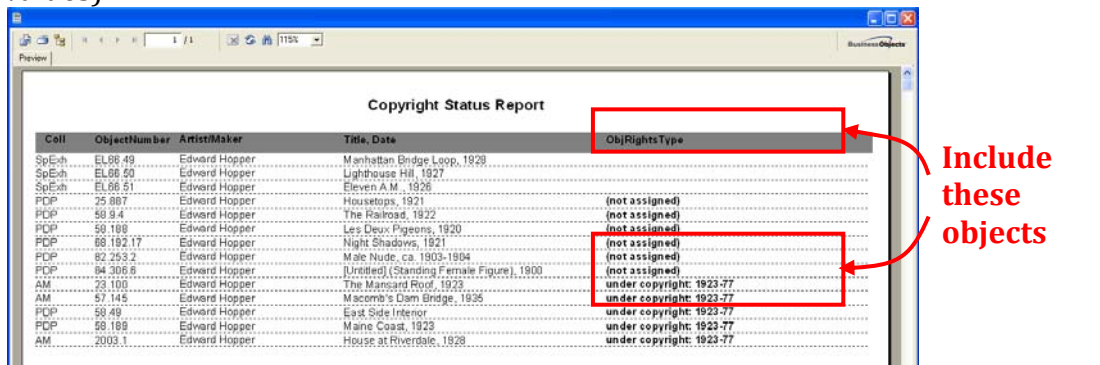 1 / 1 115%
BusinessObjects
Preview
Copyright Status Report
Coll ObjectNumber Artist/Maker Title, Date ObjRightsType
SpExh EL66.49 Edward Hopper Manhattan Bridge Loop, 1928
SpExh EL66.50 Edward Hopper Lighthouse Hill, 1927
SpExh EL66.51 Edward Hopper Eleven A.M., 1926
PDP 25.887 Edward Hopper Housetops, 1921 (not assigned)
PDP 58.9.4 Edward Hopper The Railroad, 1922 (not assigned)
PDP 58.188 Edward Hopper Les Deux Pigeons, 1920 (not assigned)
PDP 68.192.17 Edward Hopper Night Shadows, 1921 (not assigned)
PDP 82.253.2 Edward Hopper Male Nude, ca. 1903-1904 (not assigned)
PDP 84.306.6 Edward Hopper [Untitled] (Standing Female Figure), 1900 (not assigned)
AM 23.100 Edward Hopper The Mansard Roof, 1923 under copyright: 1923-77
AM 57.145 Edward Hopper Macomb's Dam Bridge, 1935 under copyright: 1923-77
PDP 58.49 Edward Hopper East Side Interior under copyright: 1923-77
PDP 58.189 Edward Hopper Maine Coast, 1923 under copyright: 1923-77
AM 2003.1 Edward Hopper House at Riverdale, 1928 under copyright: 1923-77
Include
these
objects